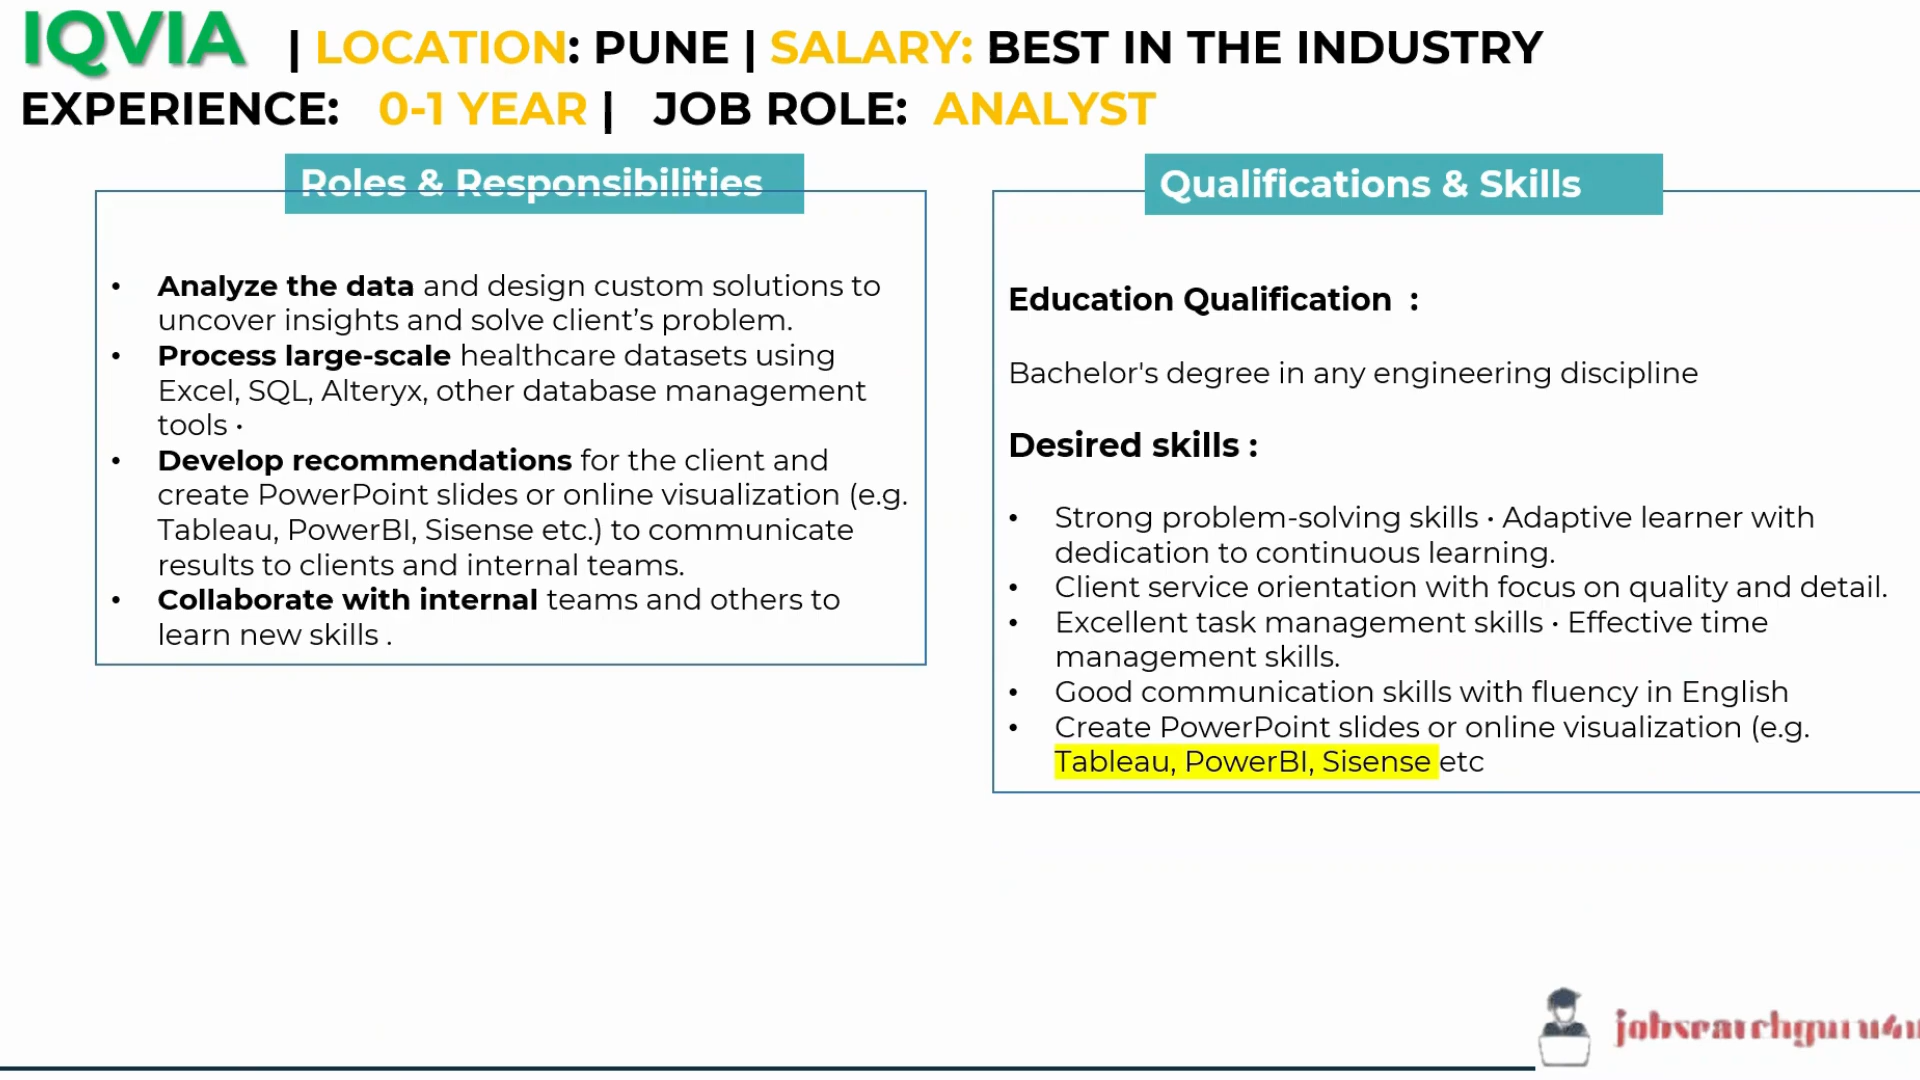 IQVIA | LOCATION: PUNE | SALARY: BEST IN THE INDUSTRY
EXPERIENCE: 0-1 YEAR | JOB ROLE: ANALYST
Roles & Responsibilities
• Analyze the data and design custom solutions to
uncover insights and solve client’s problem.
• Process large-scale healthcare datasets using
Excel, SQL, Alteryx, other database management
tools •
• Develop recommendations for the client and
create PowerPoint slides or online visualization (e.g.
Tableau, PowerBI, Sisense etc.) to communicate
results to clients and internal teams.
• Collaborate with internal teams and others to
learn new skills .
Qualifications & Skills
Education Qualification :
Bachelor's degree in any engineering discipline
Desired skills :
• Strong problem-solving skills • Adaptive learner with
dedication to continuous learning.
• Client service orientation with focus on quality and detail.
• Excellent task management skills • Effective time
management skills.
• Good communication skills with fluency in English
• Create PowerPoint slides or online visualization (e.g.
Tableau, PowerBI, Sisense etc